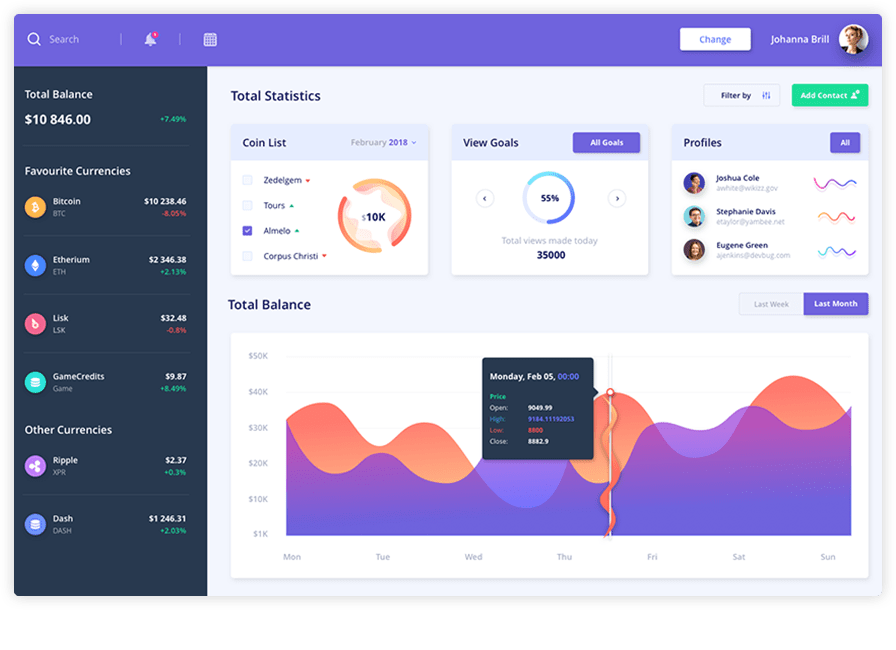 Search
Change
Johanna Brill
Total Balance
$10 846.00
+7.49%
Favourite Currencies
Bitcoin
$10 238.46
BTC
-8.05%
Etherium
$2 346.38
ETH
+2.13%
Lisk
$32.48
LSK
-0.8%
GameCredits
$9.87
Game
+8.49%
Other Currencies
Ripple
$2.37
XPR
+0.3%
Dash
$1 246.31
DASH
+2.03%
Total Statistics
Filter by
Add Contact
Coin List
February 2018
Zedelgem
Tours
Almelo
Corpus Christi
$10K
View Goals
All Goals
55%
Total views made today
35000
Profiles
All
Joshua Cole
awhite@wikizz.gov
Stephanie Davis
etaylor@yambee.net
Eugene Green
ajenkins@devbug.com
Total Balance
Last Week
Last Month
$50K
$40K
$30K
$20K
$10K
$1K
Monday, Feb 05, 00:00
Price
Open: 9049.99
High: 9184.11192053
Low: 8800
Close: 8882.9
Mon
Tue
Wed
Thu
Fri
Sat
Sun